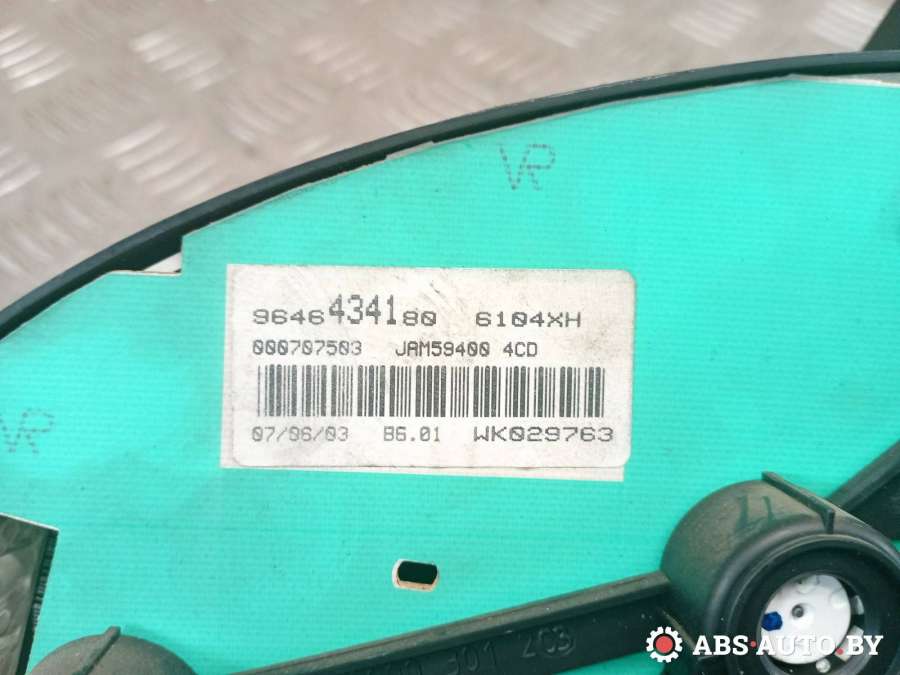 VR
9646434180 6104XH
000707503 JAM59400 4CD
07/06/03 B6.01 WK029763
VR
ABS-AUTO.BY